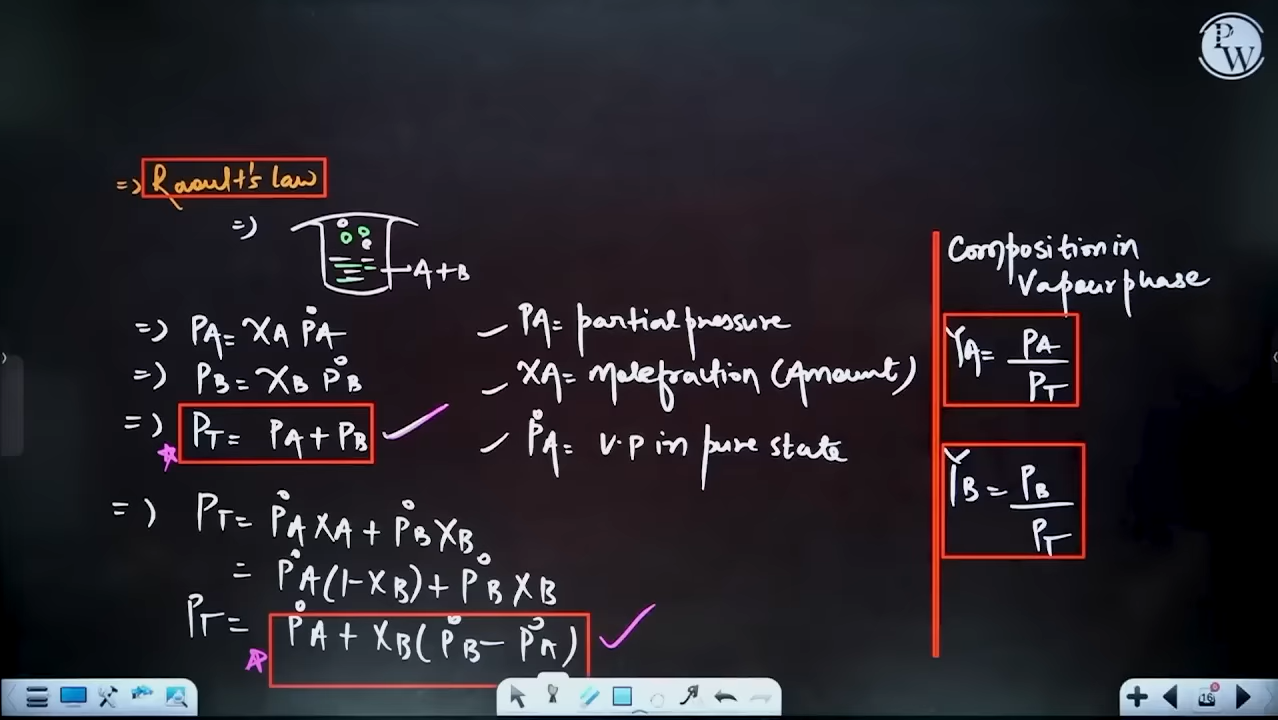 PW
=) Raoult's law
=)
A+B
=) PA= XA P°A
=) PB= XB P°B
=) PT= PA+PB
PA= partial pressure
XA= Molefraction (Amount)
P°A= V.P in pure state
=) PT= P°A XA + P°B XB
= P°A(1-XB)+ P°B XB
PT= P°A + XB(P°B- P°A)
Composition in
Vapour phase
YA= PA/PT
YB= PB/PT
16